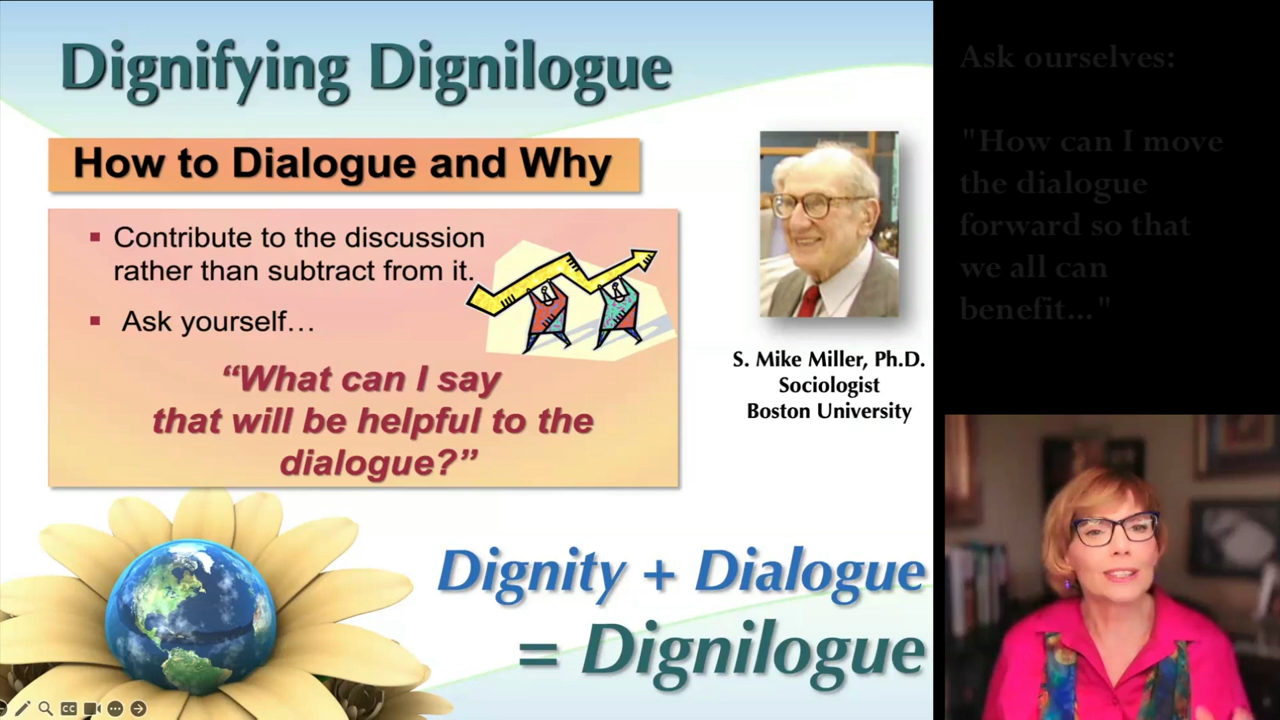 Dignifying Dignilogue
How to Dialogue and Why
Contribute to the discussion
rather than subtract from it.
Ask yourself…
“What can I say
that will be helpful to the
dialogue?”
S. Mike Miller, Ph.D.
Sociologist
Boston University
Dignity + Dialogue
= Dignilogue
CC
Ask ourselves:
"How can I move
the dialogue
forward so that
we all can
benefit..."